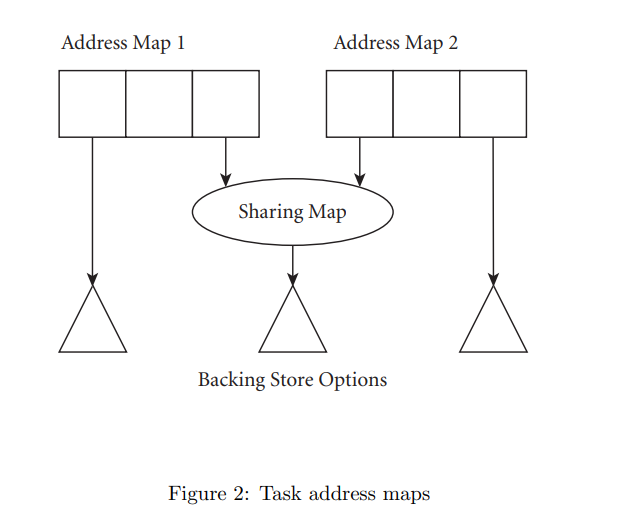 Address Map 1
Address Map 2
Sharing Map
Backing Store Options
Figure 2: Task address maps